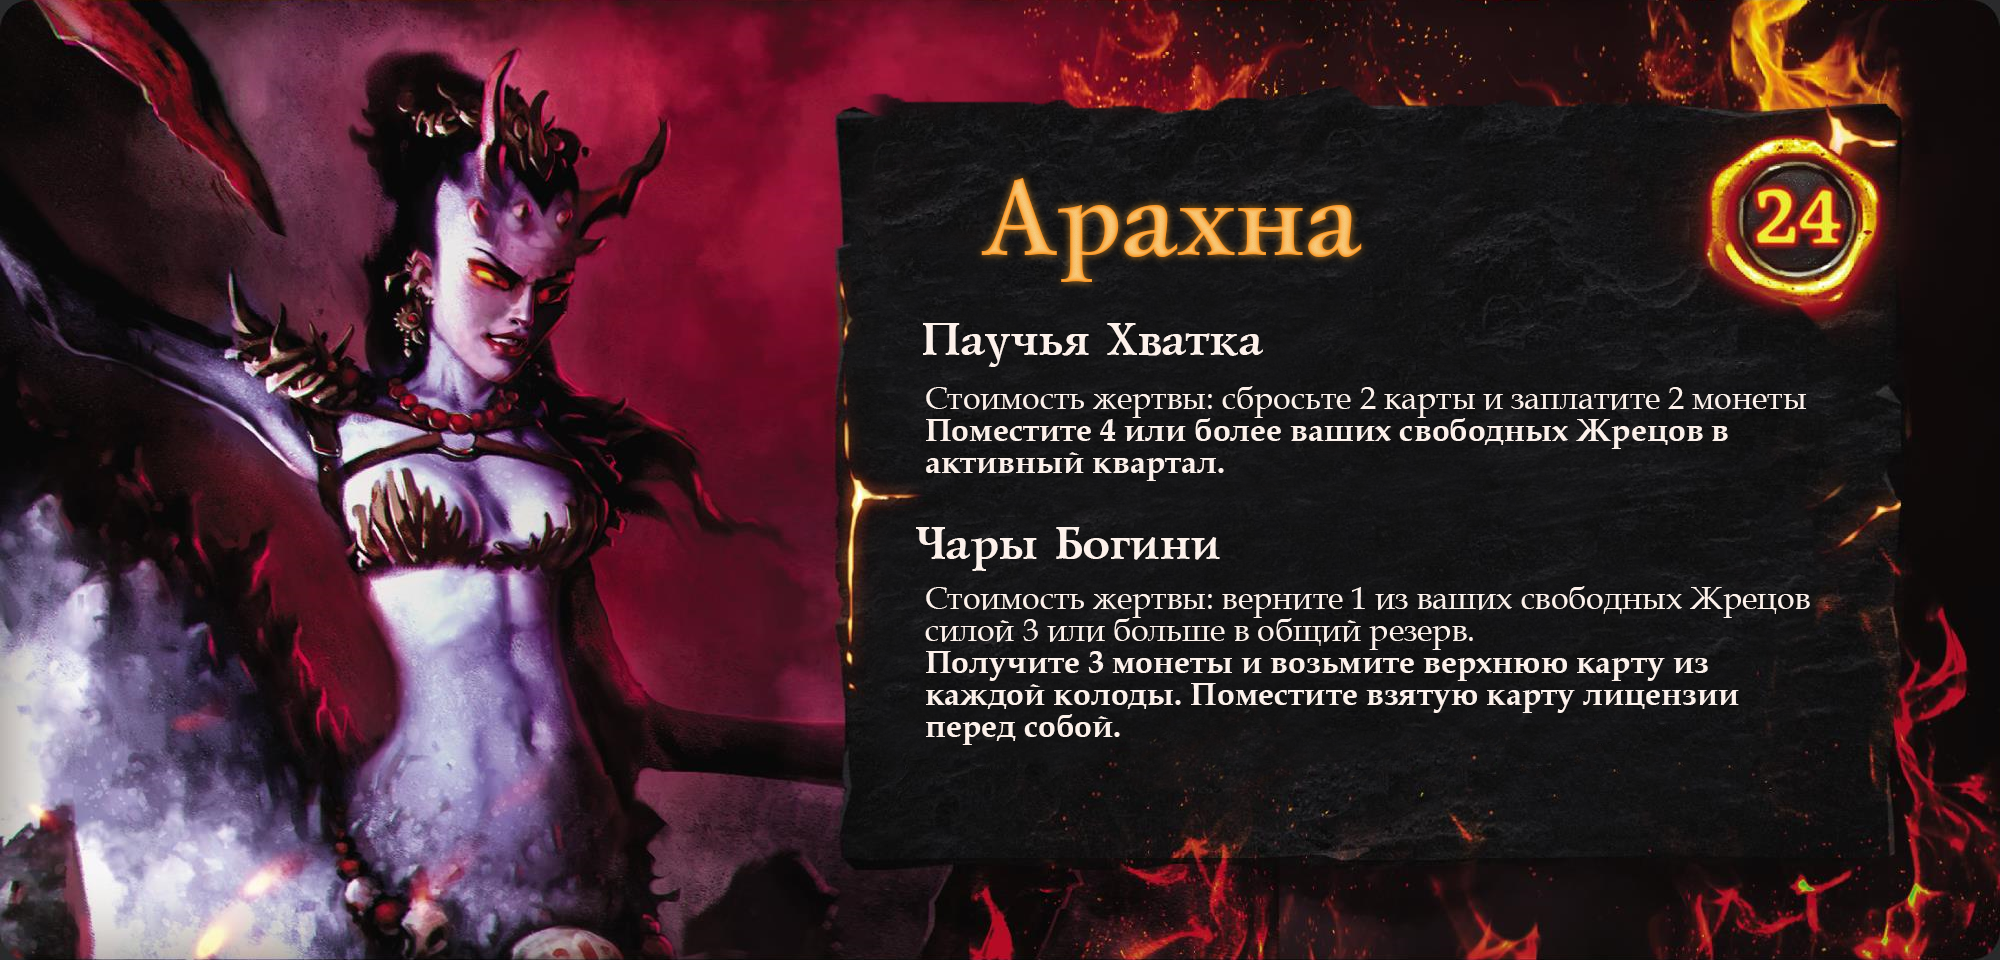 Арахна
24
Паучья Хватка
Стоимость жертвы: сбросьте 2 карты и заплатите 2 монеты
Поместите 4 или более ваших свободных Жрецов в
активный квартал.
Чары Богини
Стоимость жертвы: верните 1 из ваших свободных Жрецов
силой 3 или больше в общий резерв.
Получите 3 монеты и возьмите верхнюю карту из
каждой колоды. Поместите взятую карту лицензии
перед собой.